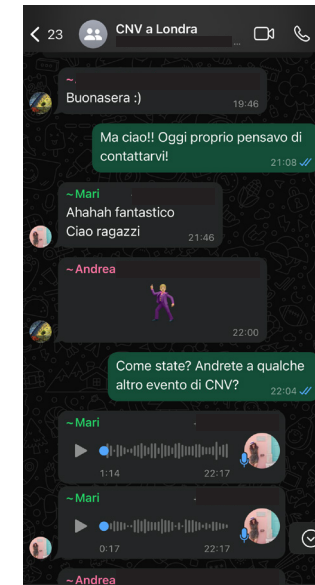 23
CNV a Londra
...
~
Buonasera :)
19:46
Ma ciao!! Oggi proprio pensavo di
contattarvi!
21:08
~Mari
Ahahah fantastico
Ciao ragazzi
21:46
~Andrea
22:00
Come state? Andrete a qualche
altro evento di CNV?
22:04
~Mari
1:14
22:17
~Mari
0:17
22:17
~Andrea